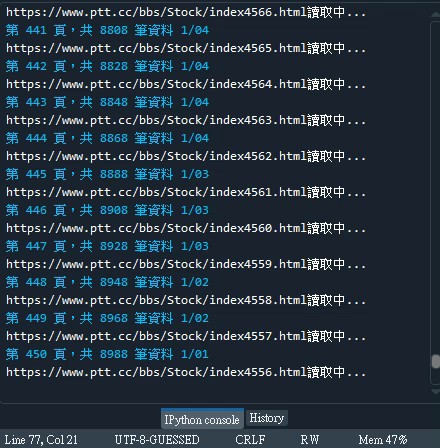 https://www.ptt.cc/bbs/Stock/index4566.html讀取中...
第 441 頁，共 8808 筆資料 1/04
https://www.ptt.cc/bbs/Stock/index4565.html讀取中...
第 442 頁，共 8828 筆資料 1/04
https://www.ptt.cc/bbs/Stock/index4564.html讀取中...
第 443 頁，共 8848 筆資料 1/04
https://www.ptt.cc/bbs/Stock/index4563.html讀取中...
第 444 頁，共 8868 筆資料 1/04
https://www.ptt.cc/bbs/Stock/index4562.html讀取中...
第 445 頁，共 8888 筆資料 1/03
https://www.ptt.cc/bbs/Stock/index4561.html讀取中...
第 446 頁，共 8908 筆資料 1/03
https://www.ptt.cc/bbs/Stock/index4560.html讀取中...
第 447 頁，共 8928 筆資料 1/03
https://www.ptt.cc/bbs/Stock/index4559.html讀取中...
第 448 頁，共 8948 筆資料 1/02
https://www.ptt.cc/bbs/Stock/index4558.html讀取中...
第 449 頁，共 8968 筆資料 1/02
https://www.ptt.cc/bbs/Stock/index4557.html讀取中...
第 450 頁，共 8988 筆資料 1/01
https://www.ptt.cc/bbs/Stock/index4556.html讀取中...
IPython console History
Line 77, Col 21 UTF-8-GUESSED CRLF RW Mem 47%